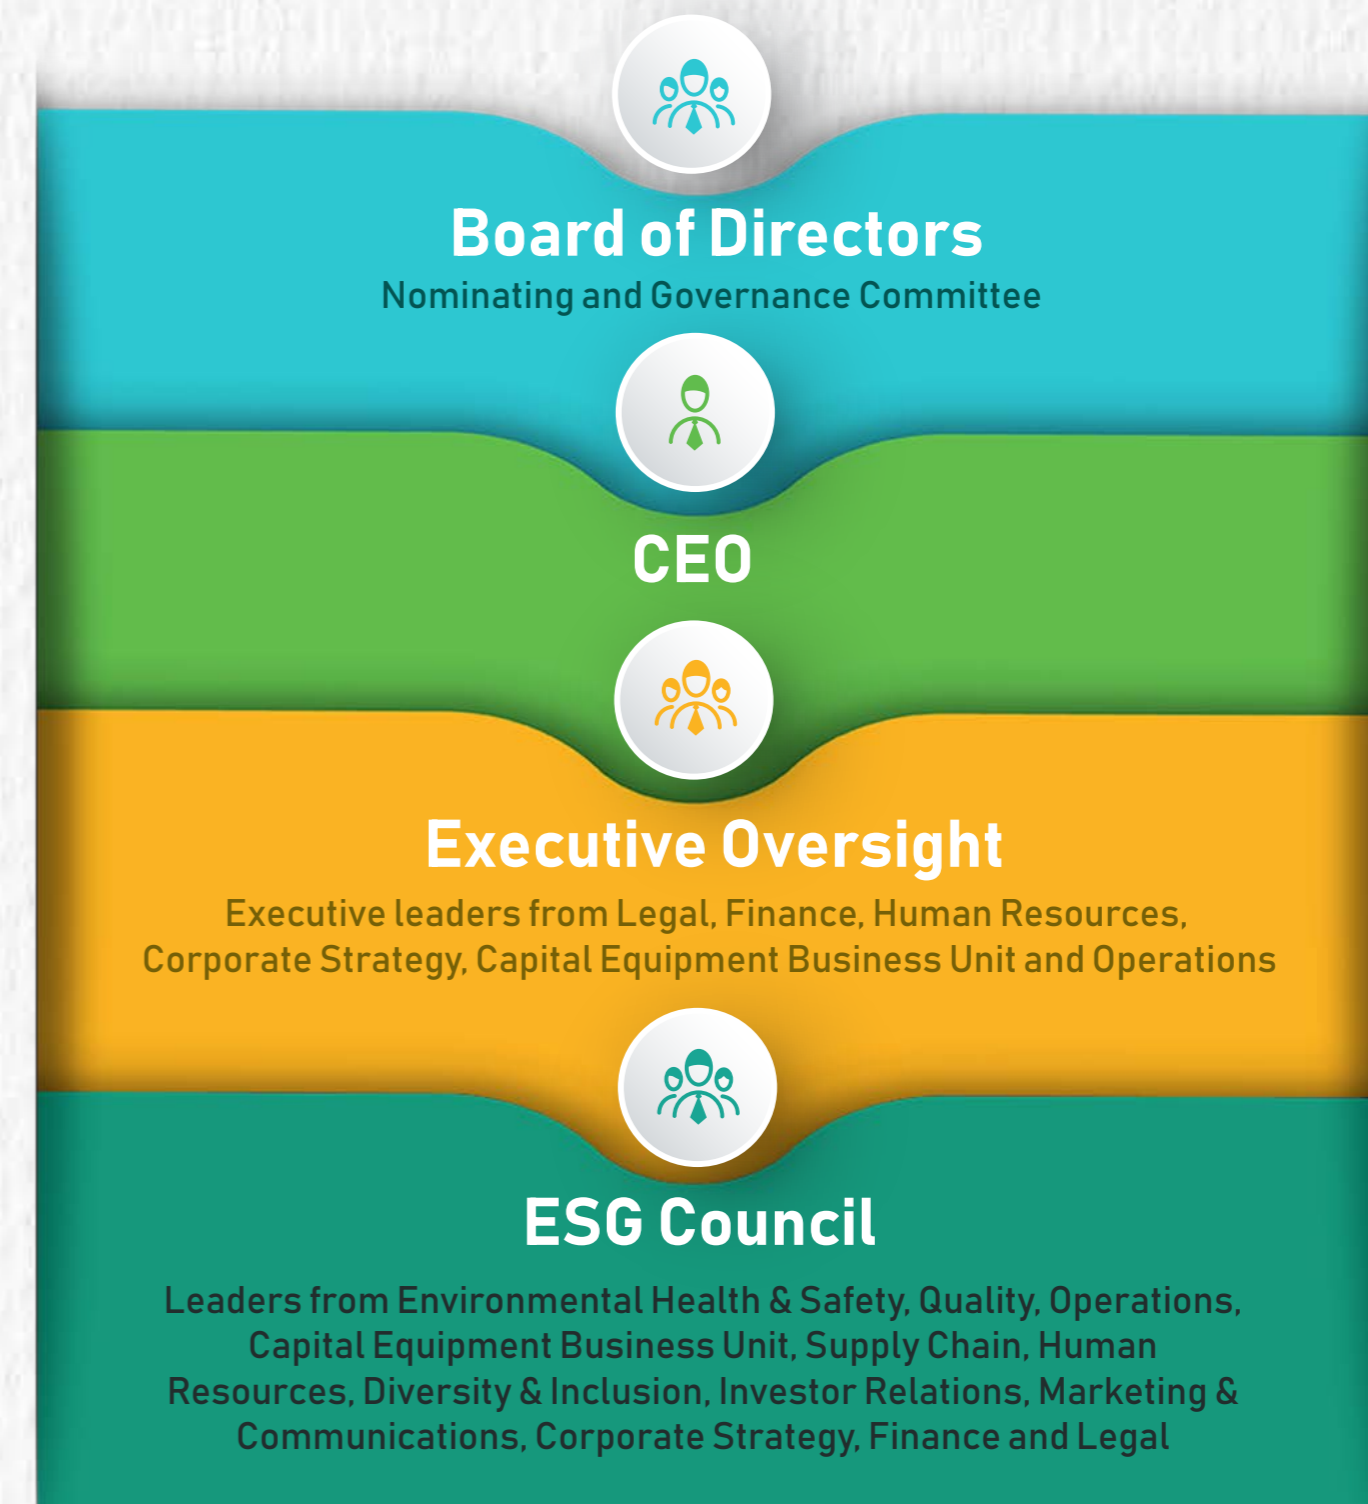 Board of Directors
Nominating and Governance Committee
CEO
Executive Oversight
Executive leaders from Legal, Finance, Human Resources,
Corporate Strategy, Capital Equipment Business Unit and Operations
ESG Council
Leaders from Environmental Health & Safety, Quality, Operations,
Capital Equipment Business Unit, Supply Chain, Human
Resources, Diversity & Inclusion, Investor Relations, Marketing &
Communications, Corporate Strategy, Finance and Legal